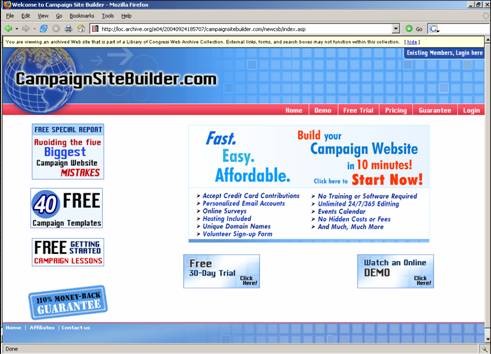 Welcome to Campaign Site Builder - Mozilla Firefox
File Edit View Go Bookmarks Tools Help
http://loc.archive.org/e04/20040924185707/campaignsitebuilder.com/newcsb/index.asp
Go
You are viewing an archived Web site that is part of a Library of Congress Web Archive Collection. External links, forms, and search boxes may not function within this collection. [ hide ]
Existing Members, Login here
CampaignSiteBuilder.com
Home Demo Free Trial Pricing Guarantee Login
FREE SPECIAL REPORT
Avoiding the five
Biggest
Campaign Website
MISTAKES
40 FREE
Campaign Templates
FREE GETTING STARTED
CAMPAIGN LESSONS
110% MONEY-BACK
GUARANTEE
Fast.
Easy.
Affordable.
Build your
Campaign Website
in 10 minutes!
Click here to Start Now!
Accept Credit Card Contributions
Personalized Email Accounts
Online Surveys
Hosting Included
Unique Domain Names
Volunteer Sign-up Form
No Training or Software Required
Unlimited 24/7/365 Editing
Events Calendar
No Hidden Costs or Fees
And Much, Much More
Free
30-Day Trial
Click Here!
Watch an Online
DEMO
Click Here!
Home | Affiliates | Contact us
Done